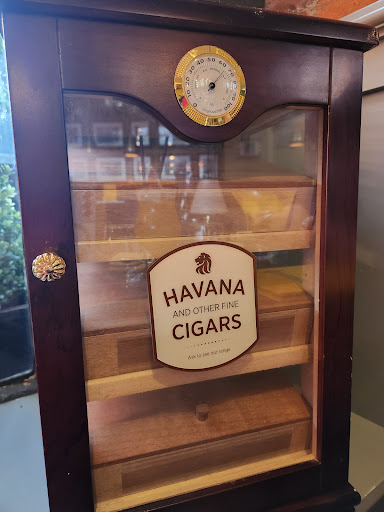 HAVANA
AND OTHER FINE
CIGARS
Ask to see our range